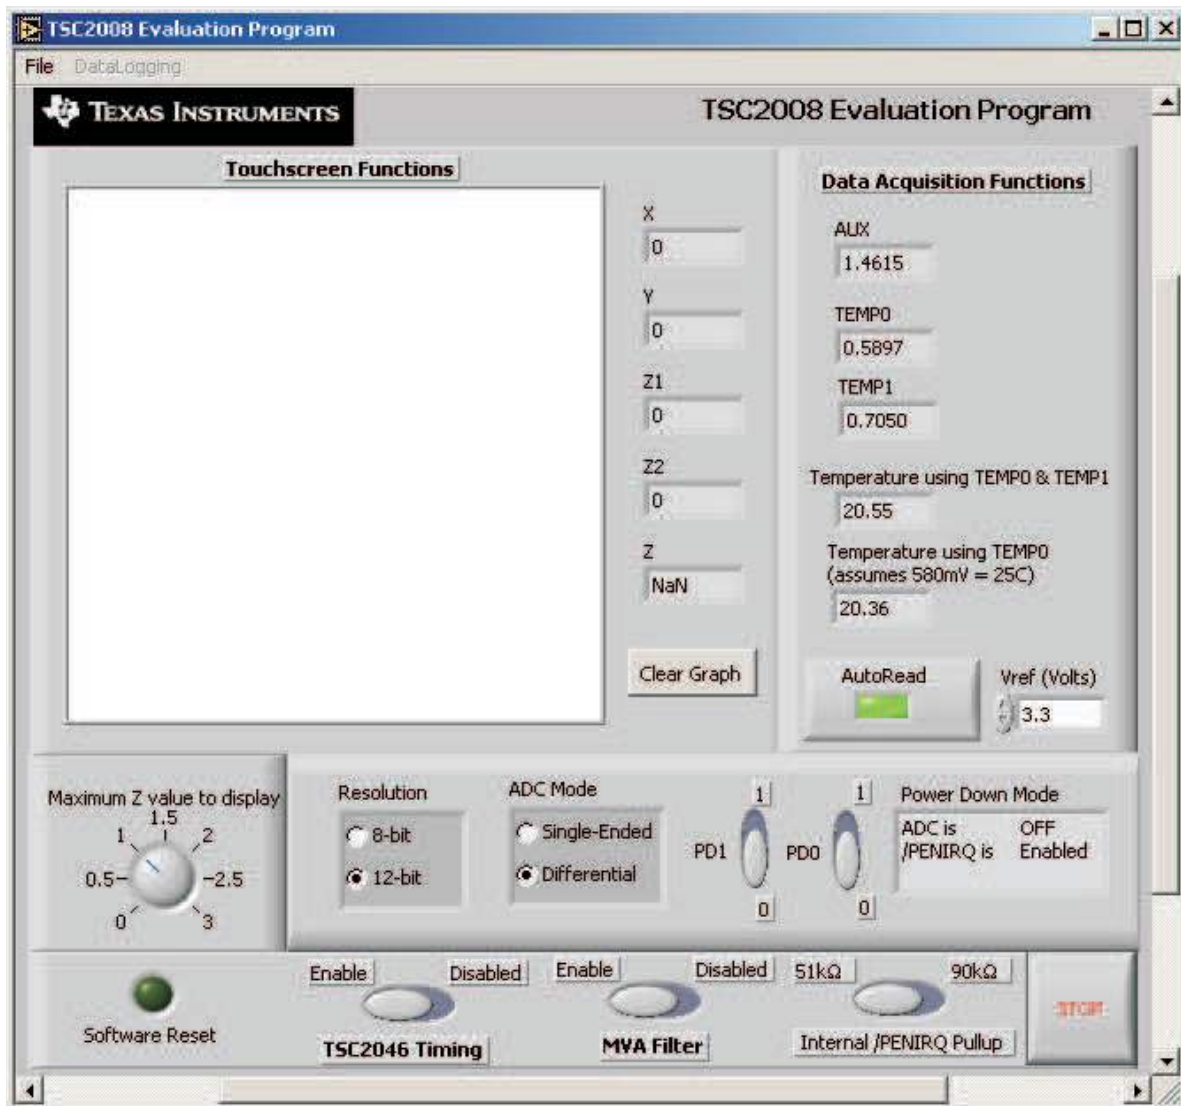 TSC2008 Evaluation Program
File DataLogging
TEXAS INSTRUMENTS
TSC2008 Evaluation Program
Touchscreen Functions
X
0
Y
0
Z1
0
Z2
0
Z
NaN
Clear Graph
Data Acquisition Functions
AUX
1.4615
TEMP0
0.5897
TEMP1
0.7050
Temperature using TEMP0 & TEMP1
20.55
Temperature using TEMP0
(assumes 580mV = 25C)
20.36
AutoRead
Vref (Volts)
3.3
Maximum Z value to display
1.5
1 2
0.5 2.5
0 3
Resolution
8-bit
12-bit
ADC Mode
Single-Ended
Differential
1
PD1
0
1
PD0
0
Power Down Mode
ADC is OFF
/PENIRQ is Enabled
Software Reset
Enable Disabled
TSC2046 Timing
Enable Disabled
MVA Filter
51kΩ 90kΩ
Internal /PENIRQ Pullup
STOP